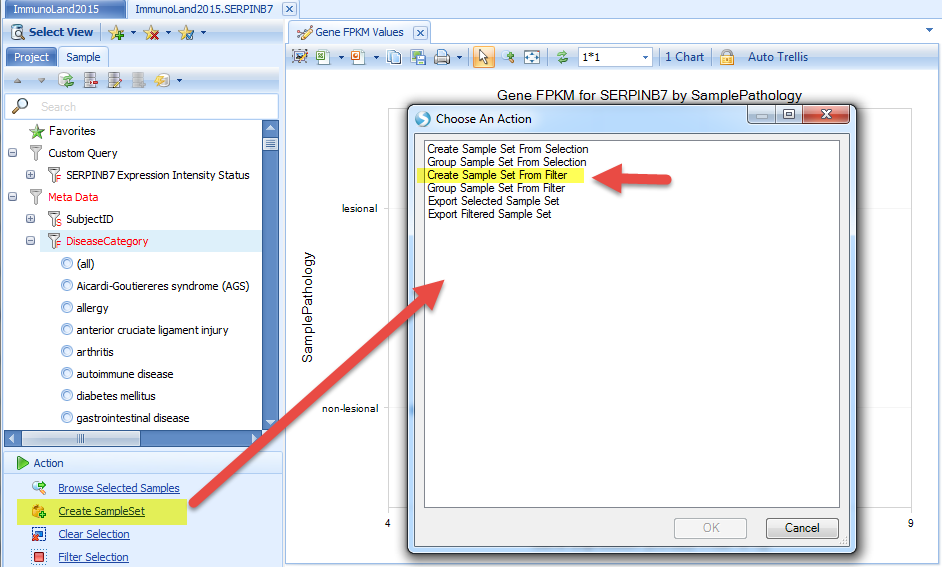 ImmunoLand2015
ImmunoLand2015.SERPINB7
Select View
Project
Sample
Search
Favorites
Custom Query
SERPINB7 Expression Intensity Status
Meta Data
SubjectID
DiseaseCategory
(all)
Aicardi-Goutiereres syndrome (AGS)
allergy
anterior cruciate ligament injury
arthritis
autoimmune disease
diabetes mellitus
gastrointestinal disease
Action
Browse Selected Samples
Create SampleSet
Clear Selection
Filter Selection
Gene FPKM Values
1*1
1 Chart
Auto Trellis
Gene FPKM for SERPINB7 by SamplePathology
SamplePathology
lesional
non-lesional
4
9
Choose An Action
Create Sample Set From Selection
Group Sample Set From Selection
Create Sample Set From Filter
Group Sample Set From Filter
Export Selected Sample Set
Export Filtered Sample Set
OK
Cancel